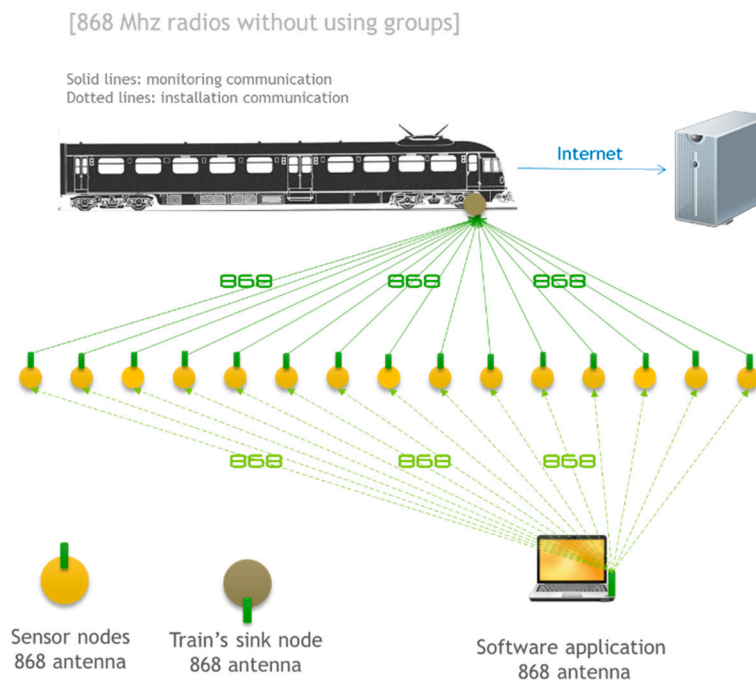 [868 Mhz radios without using groups]
Solid lines: monitoring communication
Dotted lines: installation communication
Internet
868 868 868
868 868 868
Sensor nodes
868 antenna
Train's sink node
868 antenna
Software application
868 antenna